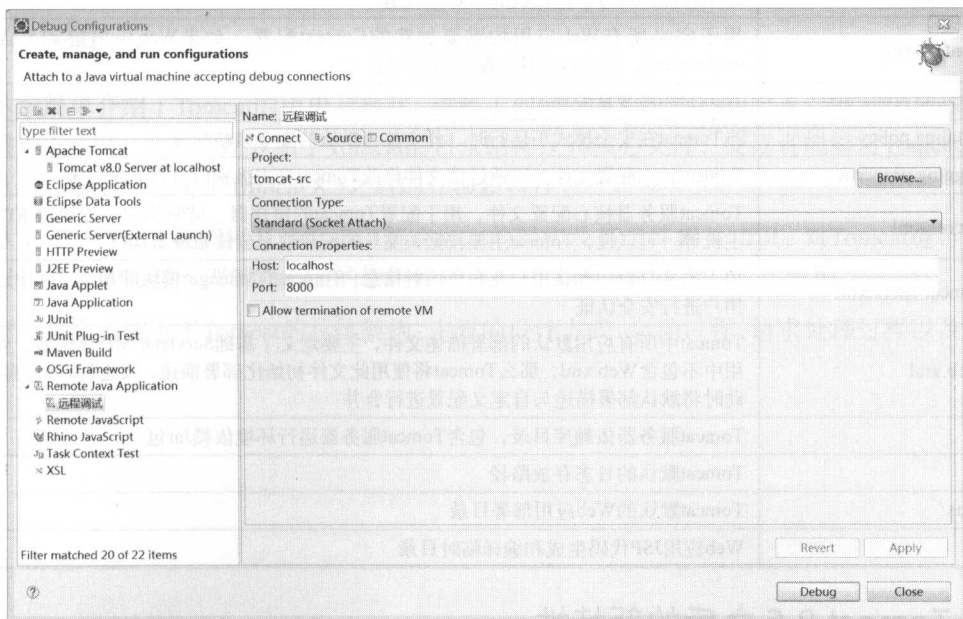 Debug Configurations
Create, manage, and run configurations
Attach to a Java virtual machine accepting debug connections
type filter text
Apache Tomcat
Tomcat v8.0 Server at localhost
Eclipse Application
Eclipse Data Tools
Generic Server
Generic Server(External Launch)
HTTP Preview
J2EE Preview
Java Applet
Java Application
JUnit
JUnit Plug-in Test
Maven Build
OSGi Framework
Remote Java Application
远程调试
Remote JavaScript
Rhino JavaScript
Task Context Test
XSL
Filter matched 20 of 22 items
Name: 远程调试
Connect Source Common
Project:
tomcat-src
Browse...
Connection Type:
Standard (Socket Attach)
Connection Properties:
Host: localhost
Port: 8000
Allow termination of remote VM
Revert Apply
Debug Close